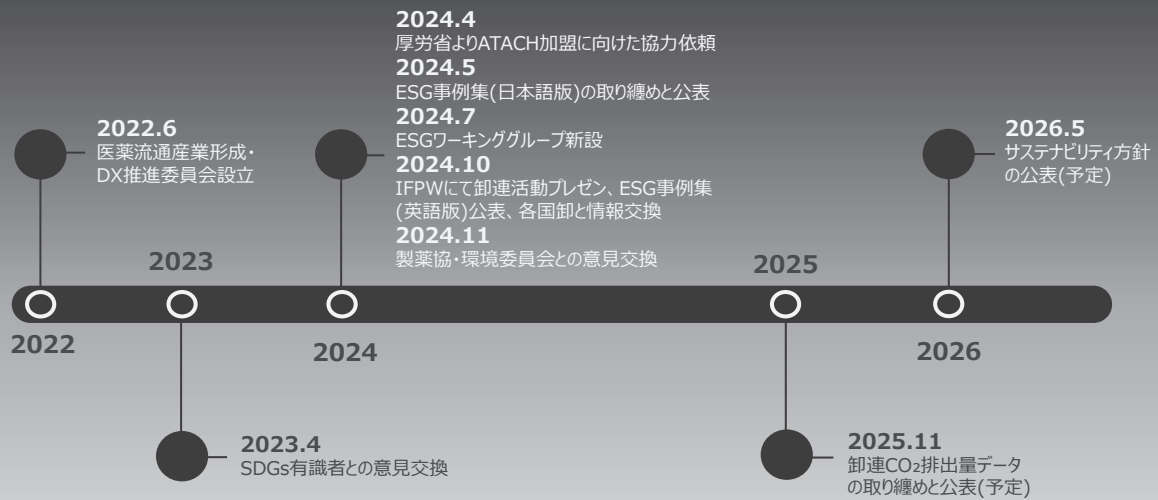 2024.4
厚労省よりATACH加盟に向けた協力依頼
2024.5
ESG事例集(日本語版)の取り纏めと公表
2024.7
ESGワーキンググループ新設
2024.10
IFPWにて卸連活動プレゼン、ESG事例集
(英語版)公表、各国卸と情報交換
2024.11
製薬協・環境委員会との意見交換
2022.6
医薬流通産業形成・
DX推進委員会設立
2026.5
サステナビリティ方針
の公表(予定)
2023
2025
2022
2024
2026
2023.4
SDGs有識者との意見交換
2025.11
卸連CO₂排出量データ
の取り纏めと公表(予定)